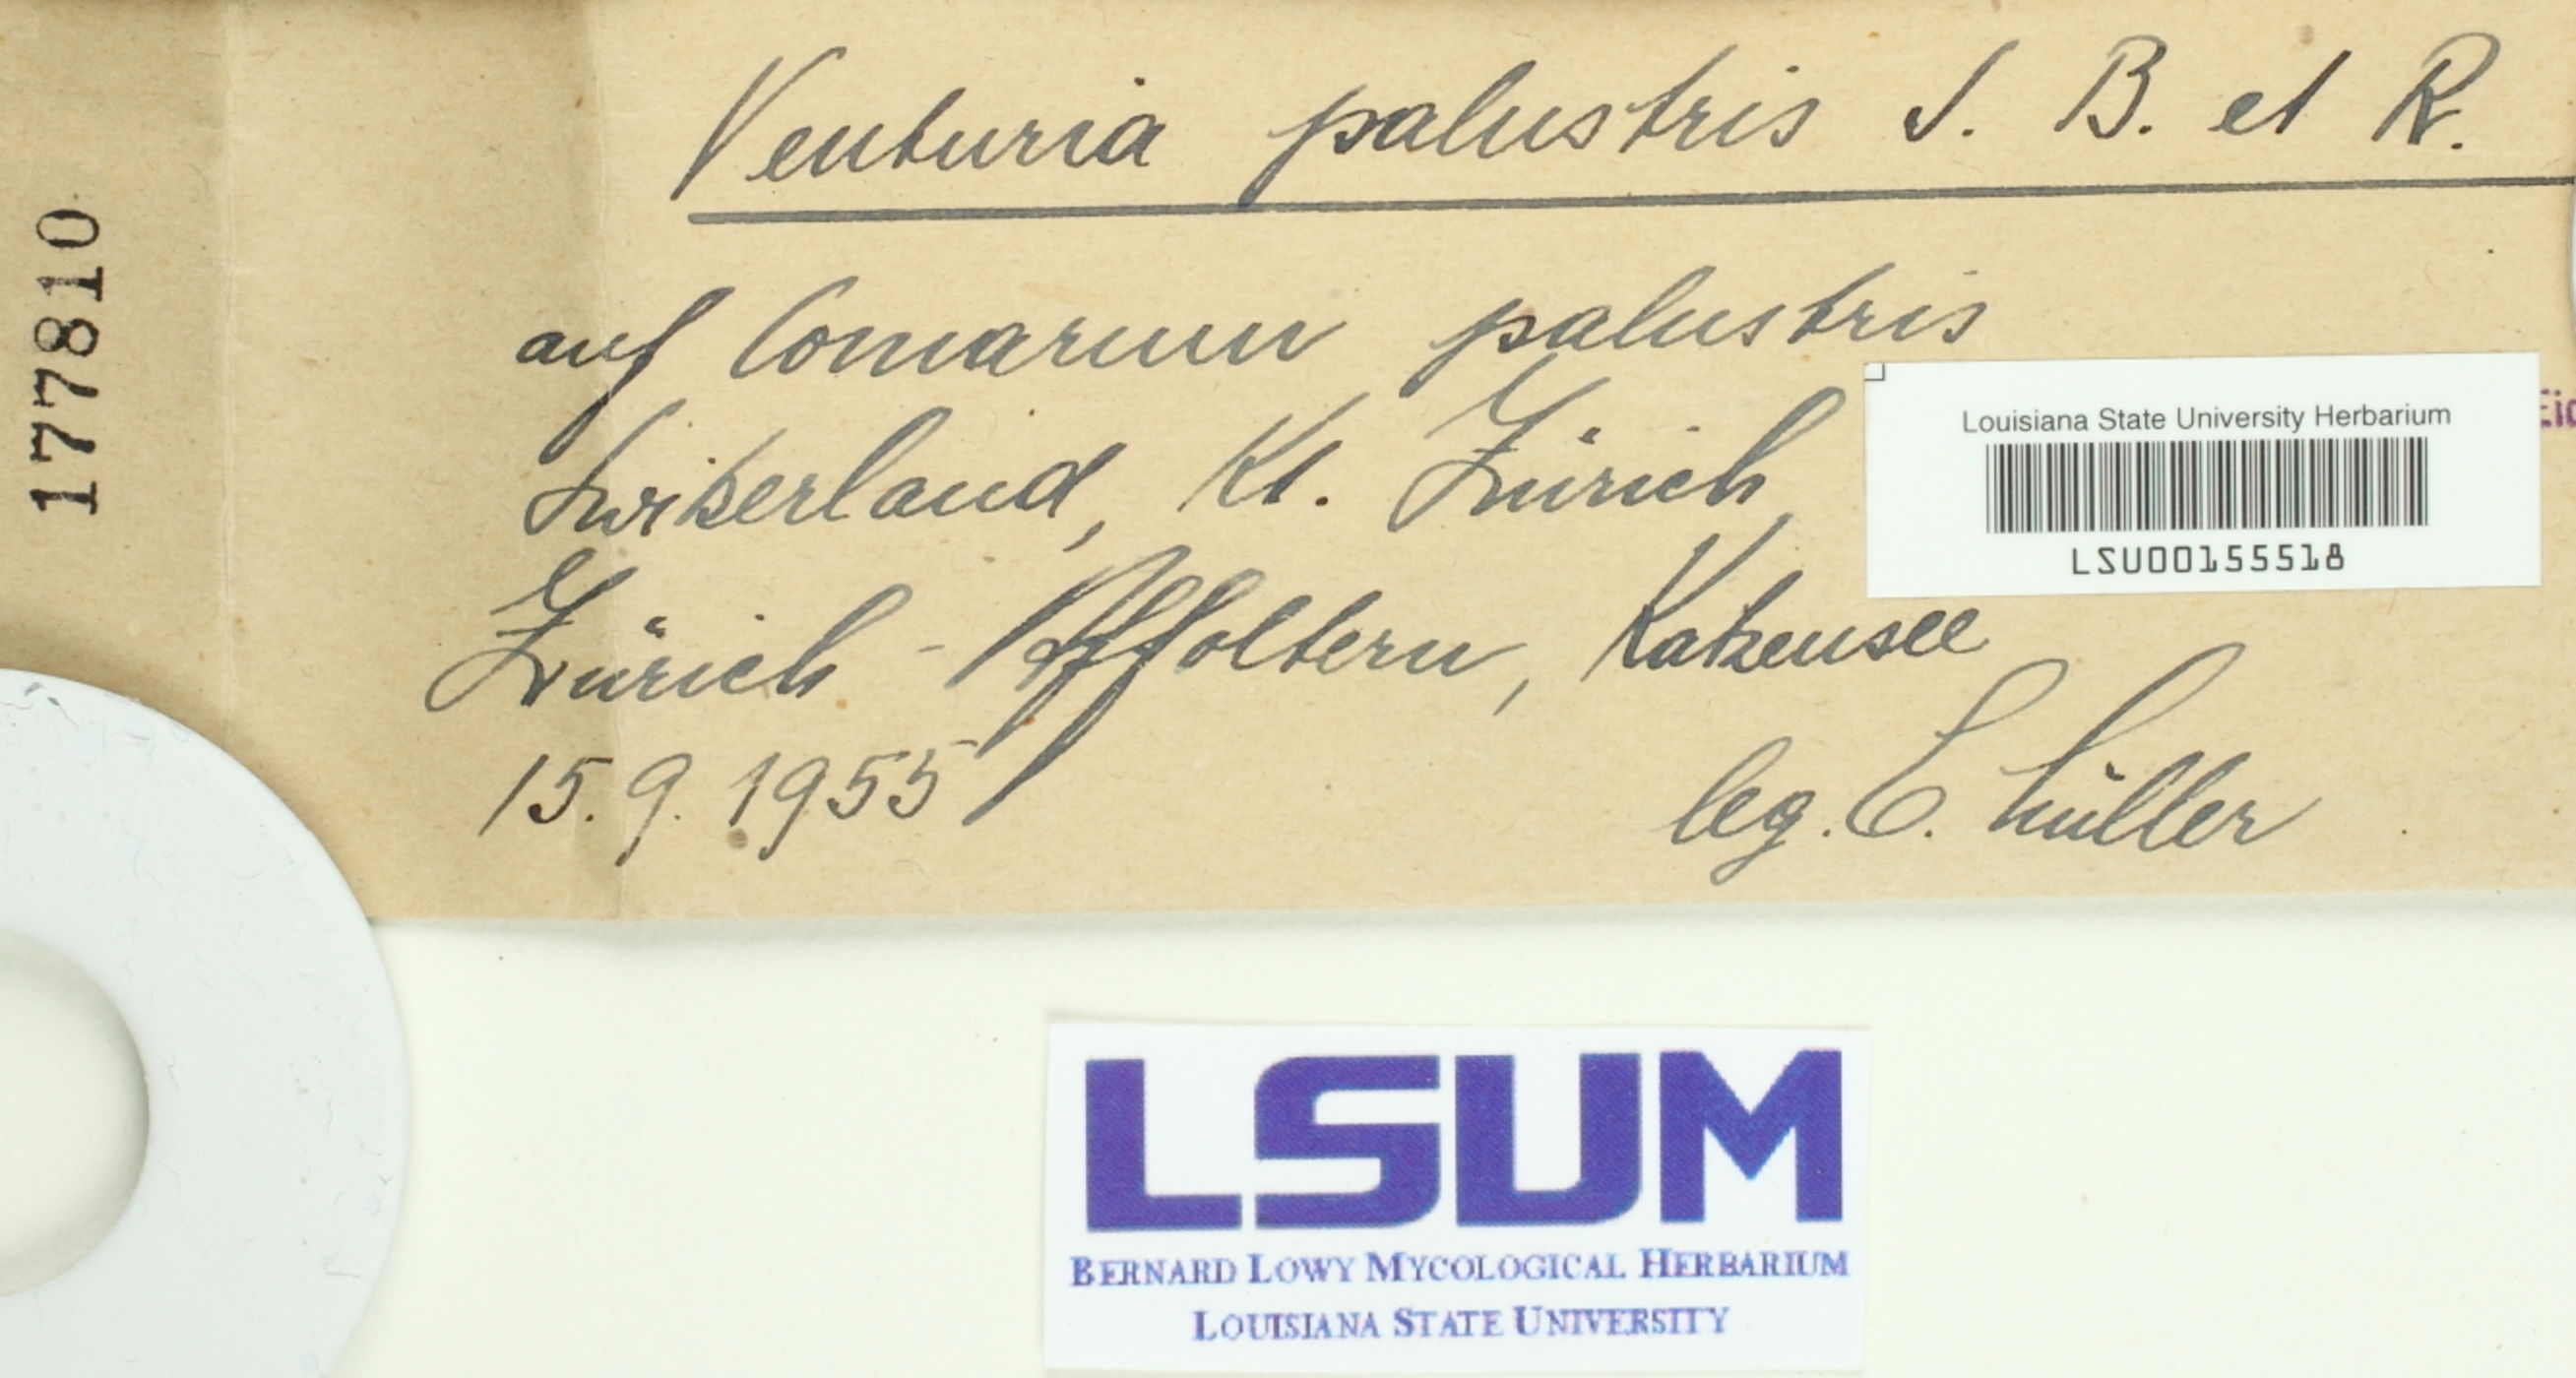 Venturia palustris S. B. et R.
auf Comarum palustris
Switzerland, Kt. Zürich,
Zürich - Affoltern, Katzensee
15.9.1955
leg. E. Müller
177810
Louisiana State University Herbarium
LSU00155518
LSUM
BERNARD LOWY MYCOLOGICAL HERBARIUM
LOUISIANA STATE UNIVERSITY